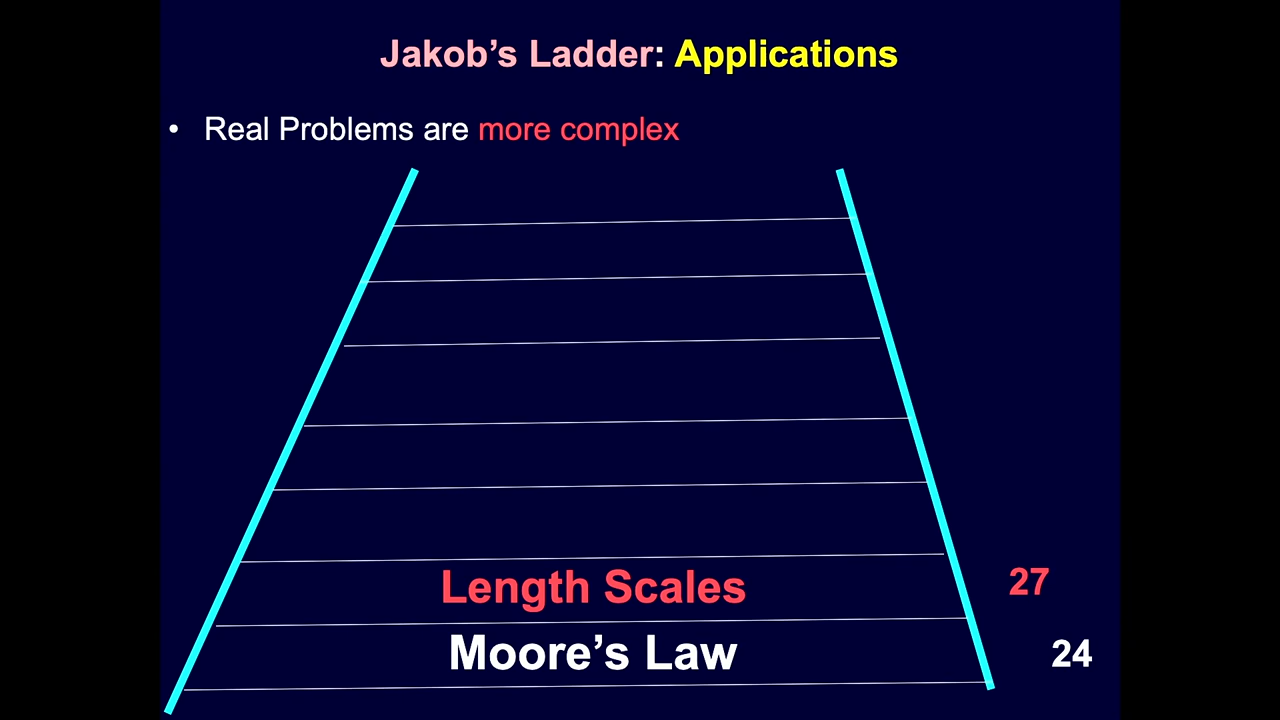 Jakob’s Ladder: Applications
• Real Problems are more complex
Length Scales 27
Moore’s Law 24